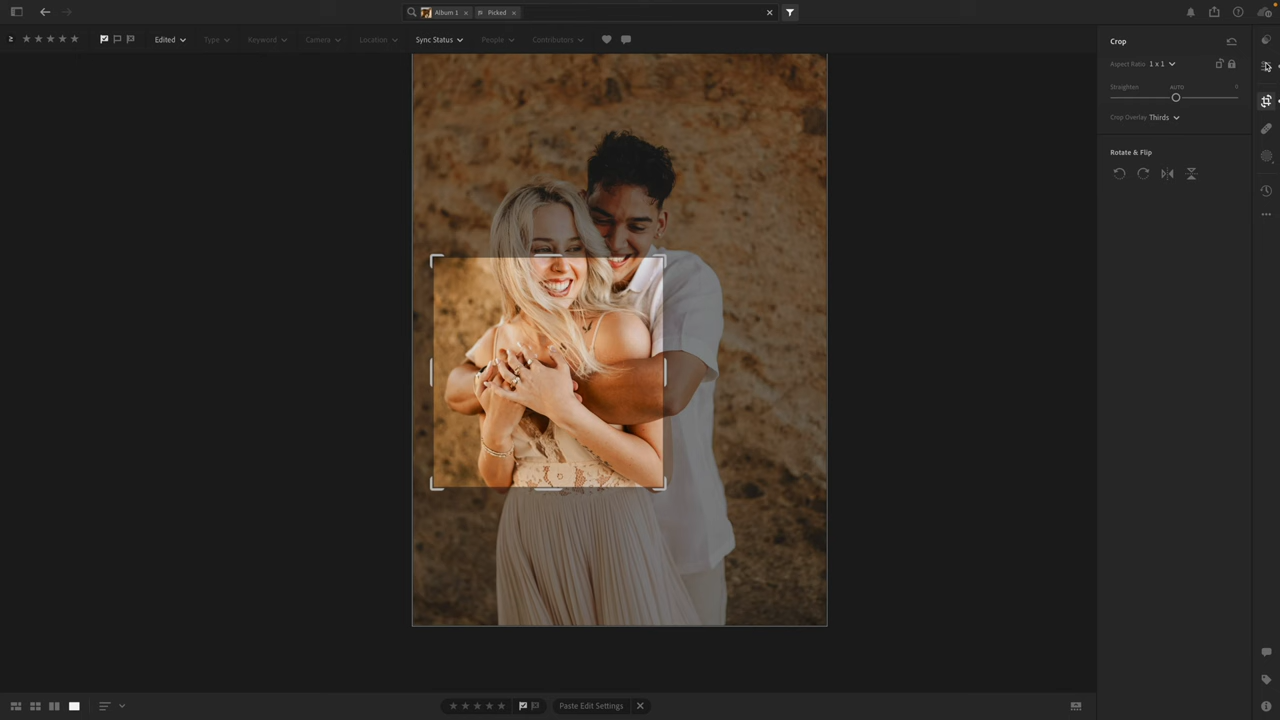 Album 1 × Picked ×
≥ Edited Type Keyword Camera Location Sync Status People Contributors
Crop
Aspect Ratio 1 x 1
Straighten AUTO 0
Crop Overlay Thirds
Rotate & Flip
Paste Edit Settings